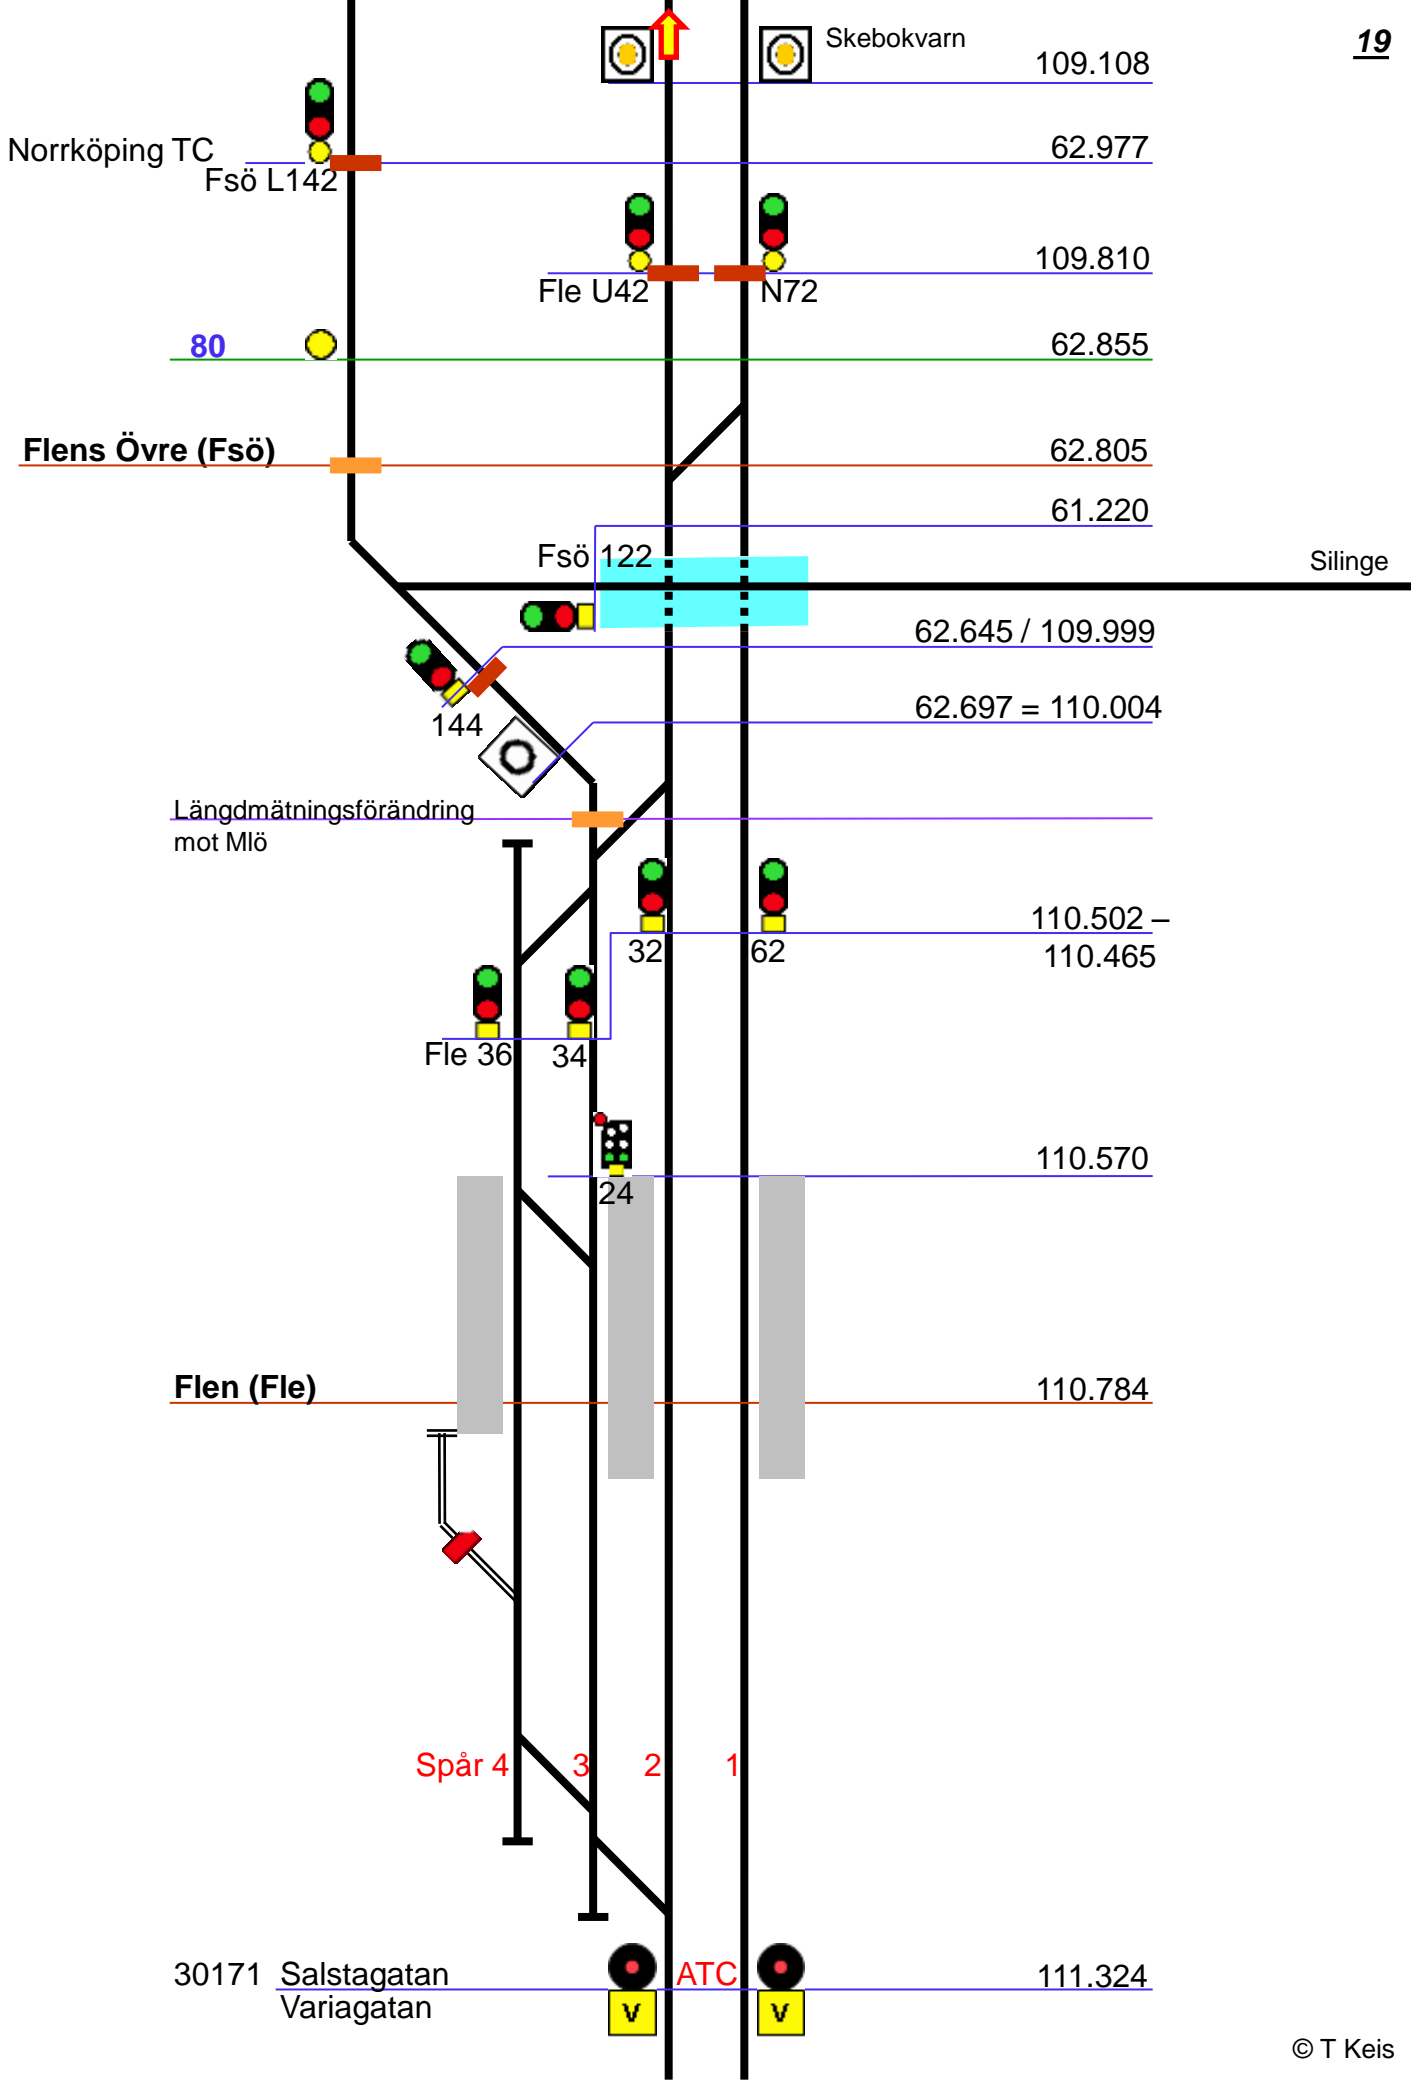 Skebokvarn
19
109.108
Norrköping TC
62.977
Fsö L142
109.810
Fle U42
N72
80
62.855
Flens Övre (Fsö)
62.805
61.220
Fsö 122
Silinge
62.645 / 109.999
144
62.697 = 110.004
Längdmätningsförändring
mot Mlö
110.502 –
110.465
32
62
Fle 36
34
110.570
24
Flen (Fle)
110.784
Spår 4
3
2
1
30171 Salstagatan
Variagatan
ATC
111.324
V
V
© T Keis